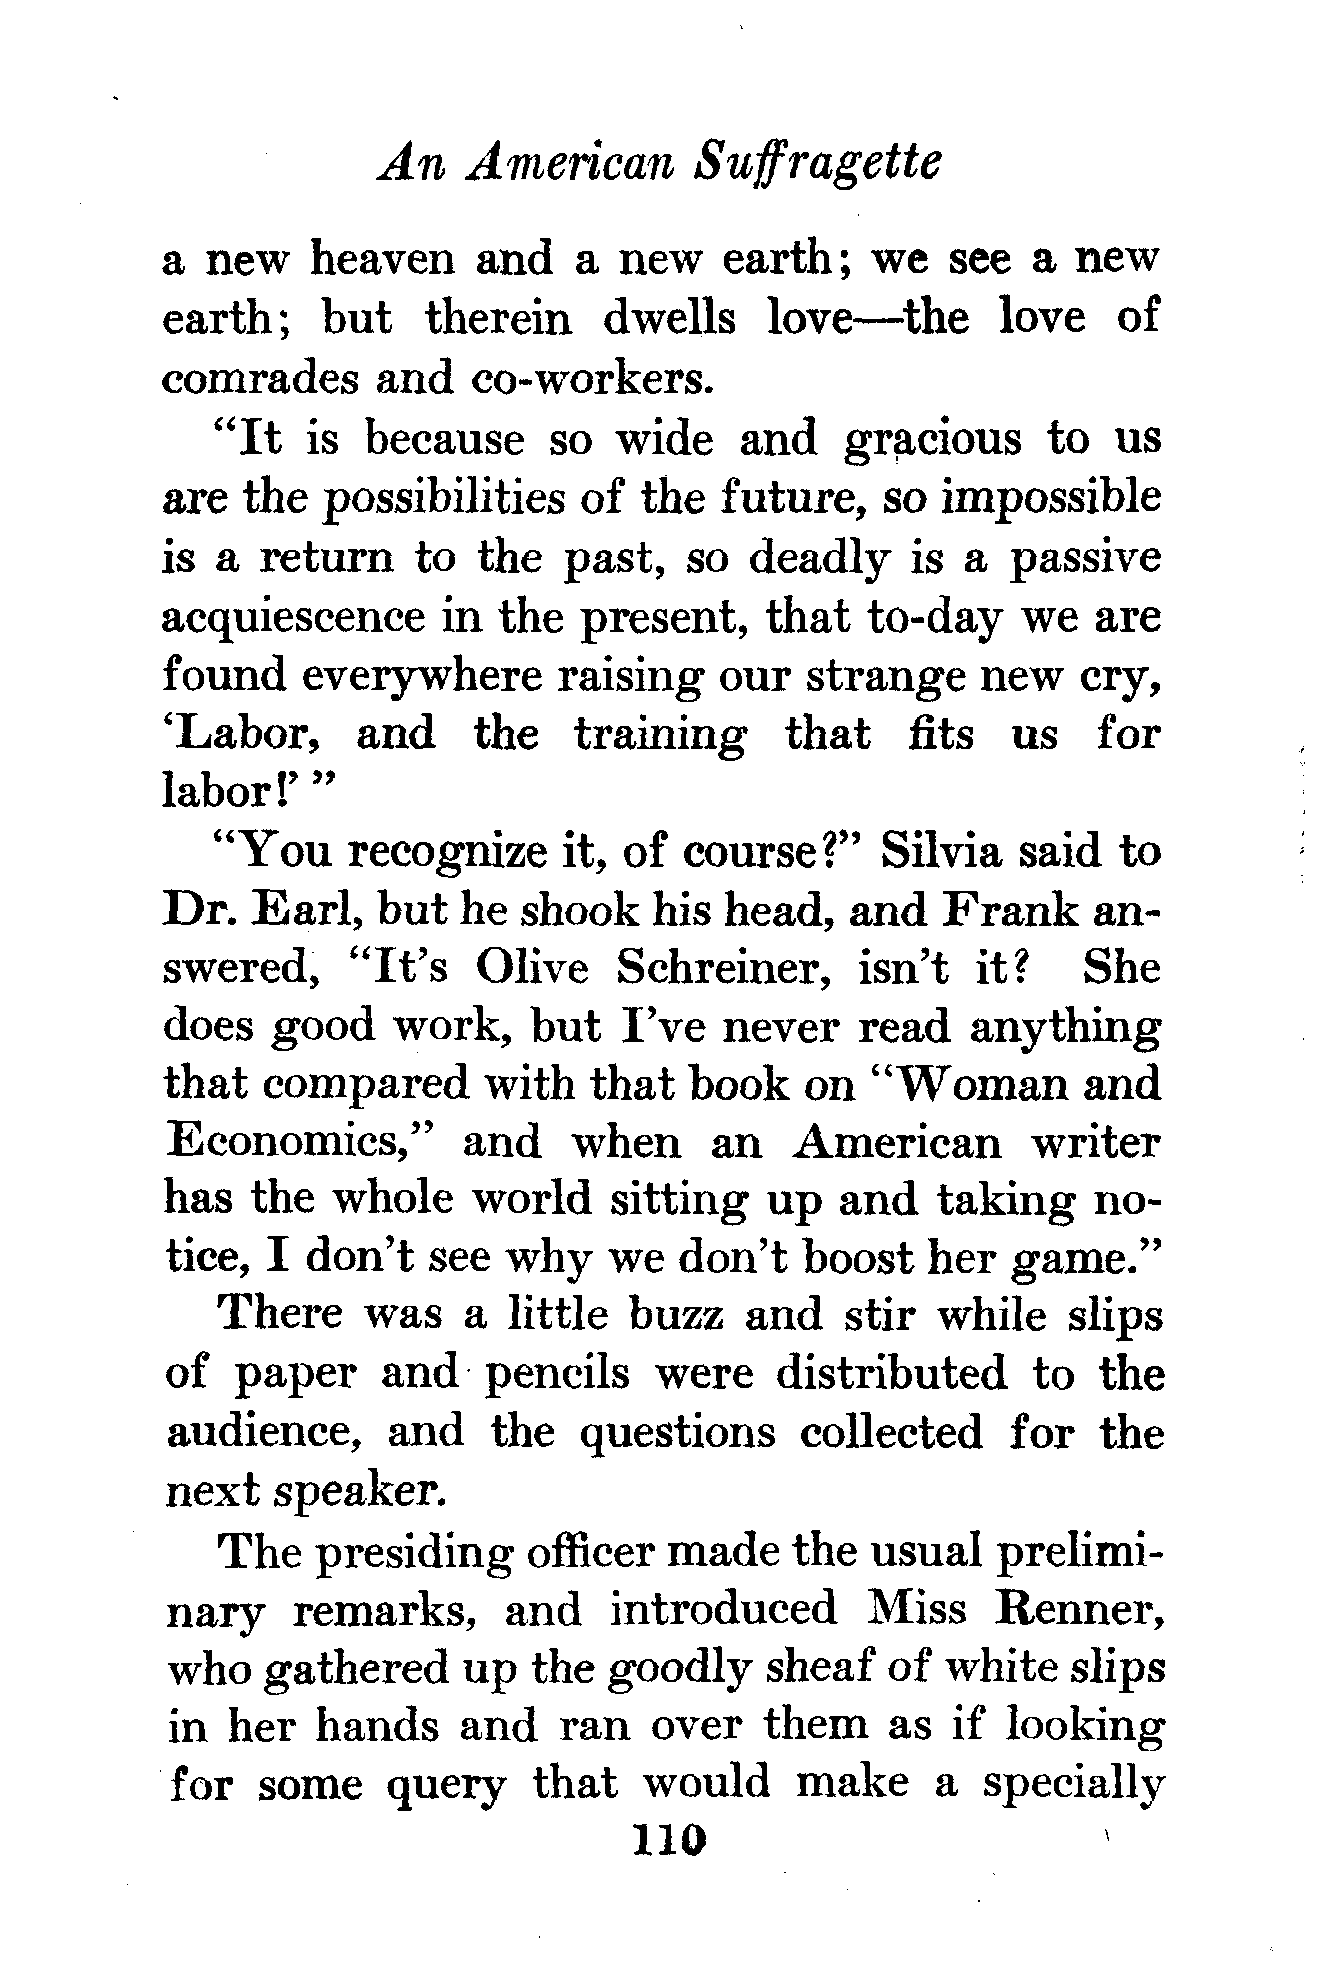 An American Suffragette
a new heaven and a new earth; we see a new
earth; but therein dwells love—the love of
comrades and co-workers.
“It is because so wide and gracious to us
are the possibilities of the future, so impossible
is a return to the past, so deadly is a passive
acquiescence in the present, that to-day we are
found everywhere raising our strange new cry,
‘Labor, and the training that fits us for
labor!’ ”
“You recognize it, of course?” Silvia said to
Dr. Earl, but he shook his head, and Frank an-
swered, “It’s Olive Schreiner, isn’t it? She
does good work, but I’ve never read anything
that compared with that book on “Woman and
Economics,” and when an American writer
has the whole world sitting up and taking no-
tice, I don’t see why we don’t boost her game.”
There was a little buzz and stir while slips
of paper and pencils were distributed to the
audience, and the questions collected for the
next speaker.
The presiding officer made the usual prelimi-
nary remarks, and introduced Miss Renner,
who gathered up the goodly sheaf of white slips
in her hands and ran over them as if looking
for some query that would make a specially
110